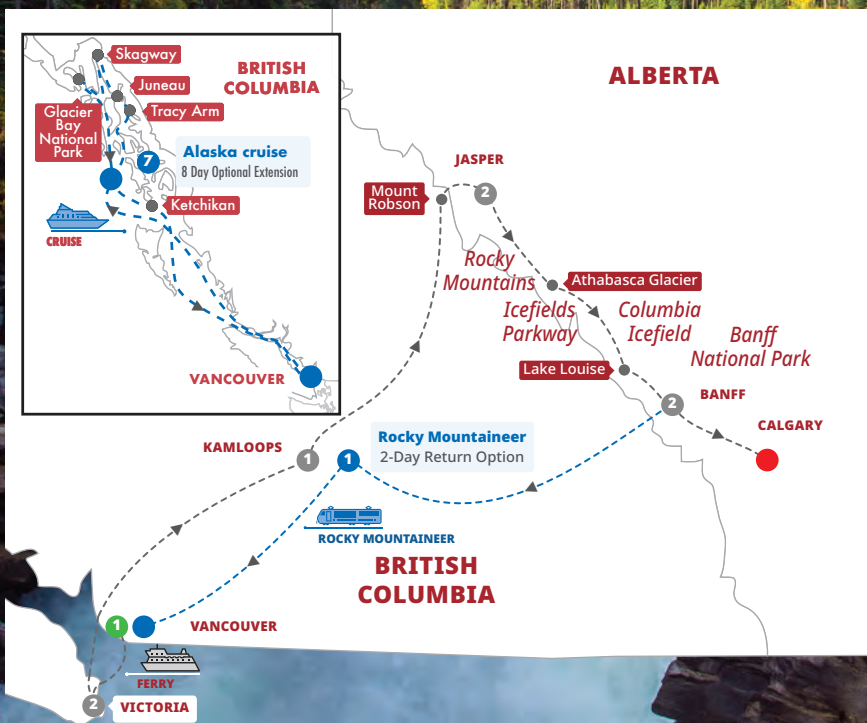 Skagway
BRITISH
COLUMBIA
Juneau
Tracy Arm
Glacier
Bay
National
Park
7
Alaska cruise
8 Day Optional Extension
Ketchikan
CRUISE
VANCOUVER
ALBERTA
JASPER
2
Mount
Robson
Rocky
Mountains
Athabasca Glacier
Icefields
Parkway
Columbia
Icefield
Banff
National Park
Lake Louise
2
BANFF
CALGARY
KAMLOOPS
1
1
Rocky Mountaineer
2-Day Return Option
ROCKY MOUNTAINEER
BRITISH
COLUMBIA
1
VANCOUVER
FERRY
2
VICTORIA